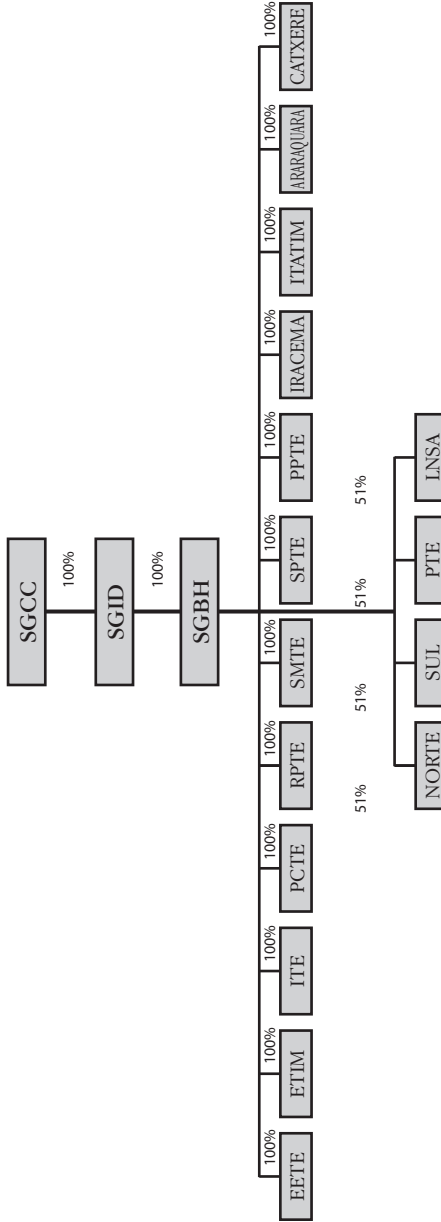 SGCC
100%
SGID
100%
SGBH
100% 100% 100% 100% 100% 100% 100% 100% 100% 100% 100% 100%
EETE ETIM ITE PCTE RPTE SMTE SPTE PPTE IRACEMA ITATIM ARARAQUARA CATXERE
51% 51% 51% 51%
NORTE SUL PTE LNSA